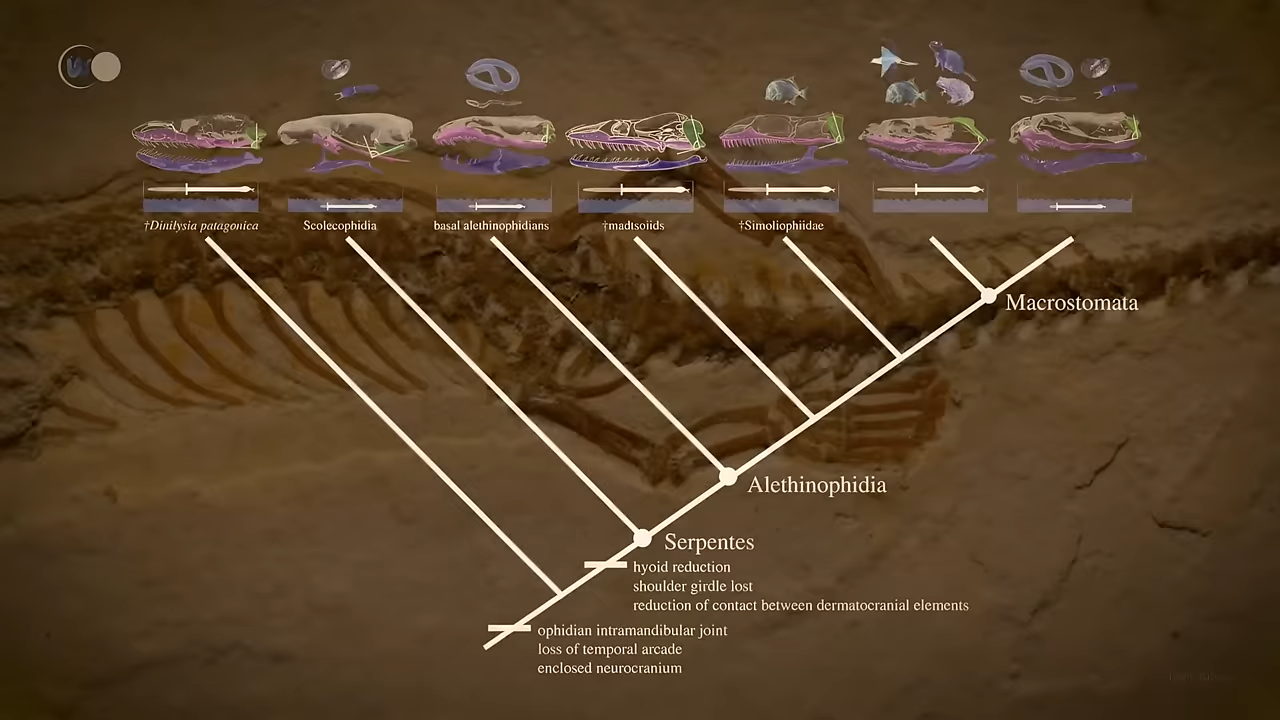 †Dinilysia patagonica
Scolecophidia
basal alethinophidians
†madtsoiids
†Simoliophiidae
Macrostomata
Alethinophidia
Serpentes
hyoid reduction
shoulder girdle lost
reduction of contact between dermatocranial elements
ophidian intramandibular joint
loss of temporal arcade
enclosed neurocranium